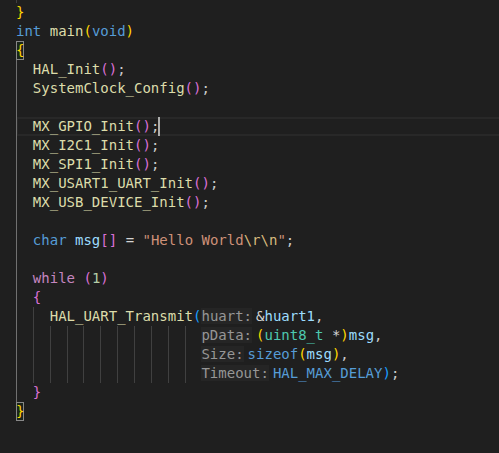 }
int main(void)
{
HAL_Init();
SystemClock_Config();
MX_GPIO_Init();
MX_I2C1_Init();
MX_SPI1_Init();
MX_USART1_UART_Init();
MX_USB_DEVICE_Init();
char msg[] = "Hello World\r\n";
while (1)
{
HAL_UART_Transmit(huart: &huart1,
pData: (uint8_t *)msg,
Size: sizeof(msg),
Timeout: HAL_MAX_DELAY);
}
}